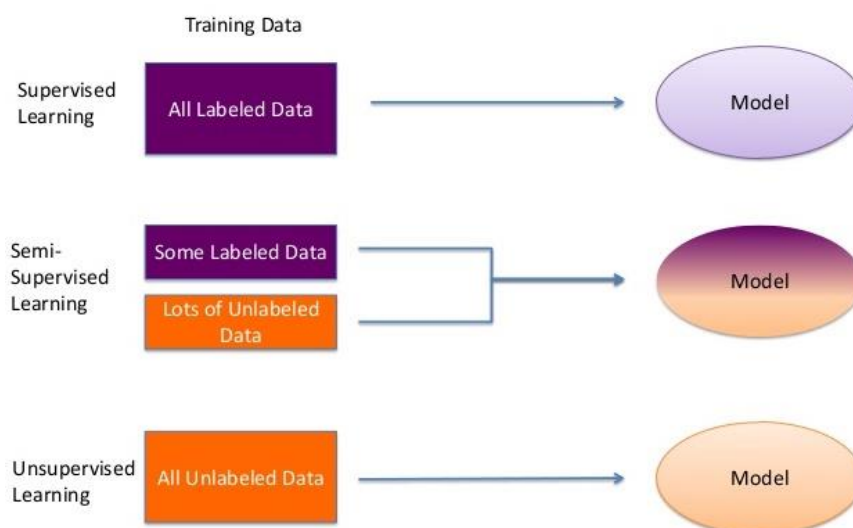 Training Data
Supervised
Learning
All Labeled Data
Model
Semi-
Supervised
Learning
Some Labeled Data
Lots of Unlabeled
Data
Model
Unsupervised
Learning
All Unlabeled Data
Model